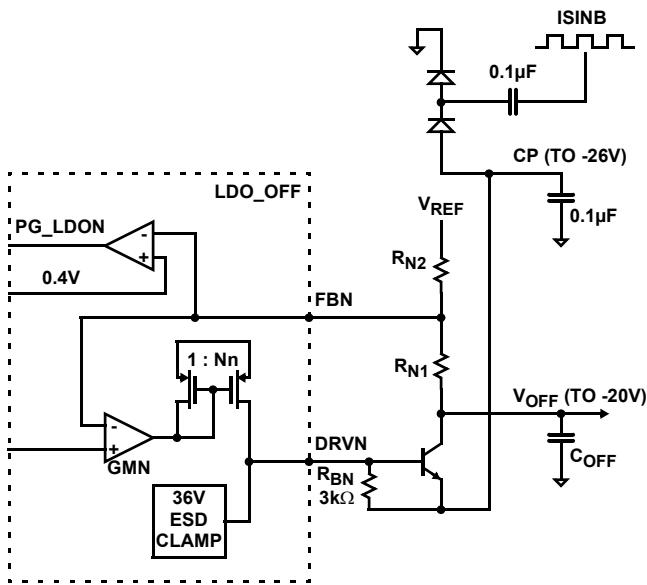 ISINB
0.1µF
CP (TO -26V)
LDO_OFF
VREF
0.1µF
PG_LDON
-
+
RN2
0.4V
FBN
1 : Nn
RN1
VOFF (TO -20V)
-
+
GMN
DRVN
COFF
RBN
3kΩ
36V
ESD
CLAMP